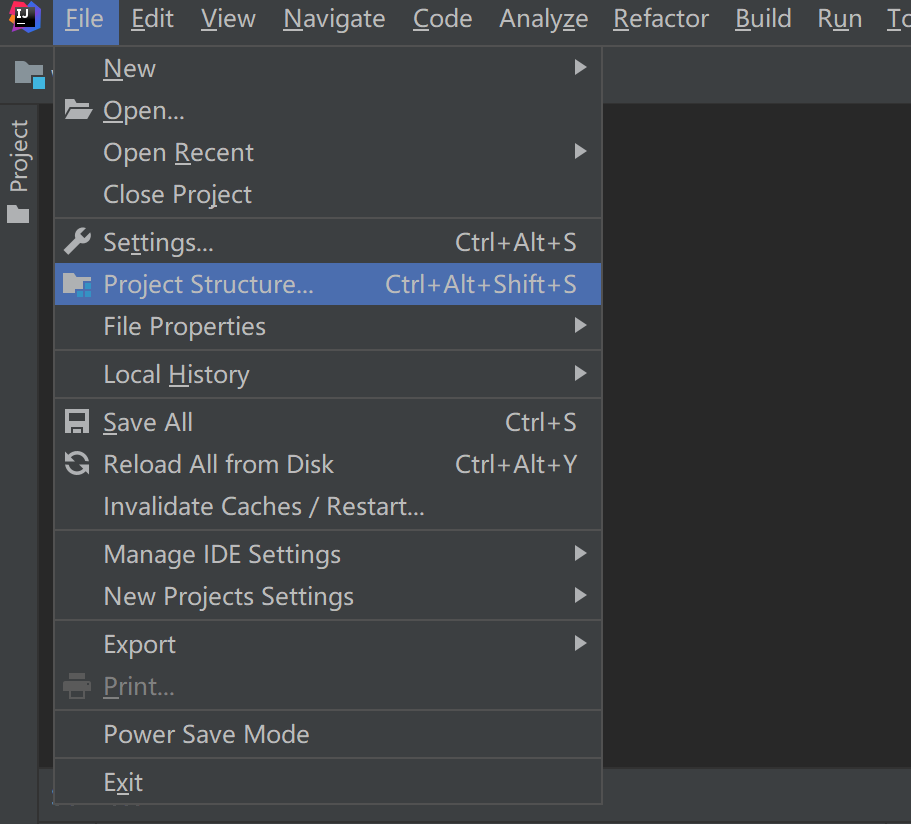 IJ
File Edit View Navigate Code Analyze Refactor Build Run
New
Open...
Open Recent
Close Project
Settings... Ctrl+Alt+S
Project Structure... Ctrl+Alt+Shift+S
File Properties
Local History
Save All Ctrl+S
Reload All from Disk Ctrl+Alt+Y
Invalidate Caches / Restart...
Manage IDE Settings
New Projects Settings
Export
Print...
Power Save Mode
Exit
Project